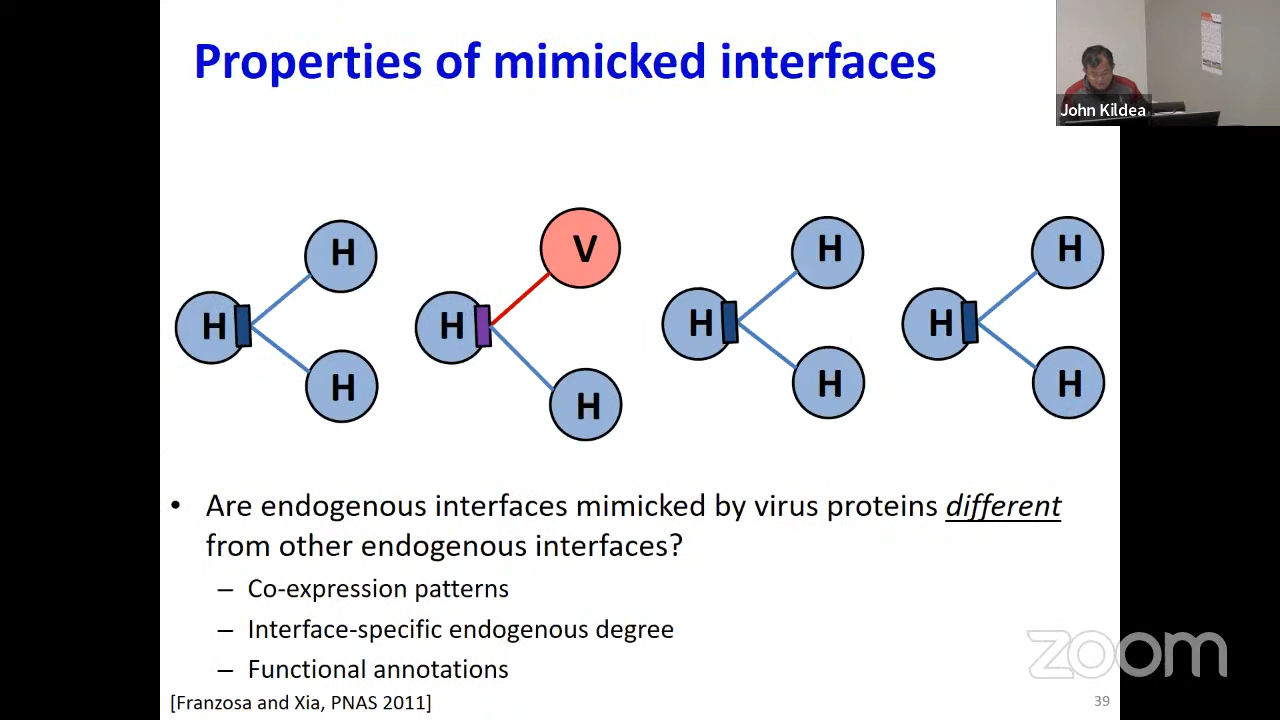 Properties of mimicked interfaces
John Kildea
H
V
H
H
H
H
H
H
H
H
H
H
• Are endogenous interfaces mimicked by virus proteins different
from other endogenous interfaces?
– Co-expression patterns
– Interface-specific endogenous degree
– Functional annotations
[Franzosa and Xia, PNAS 2011]
39
zoom